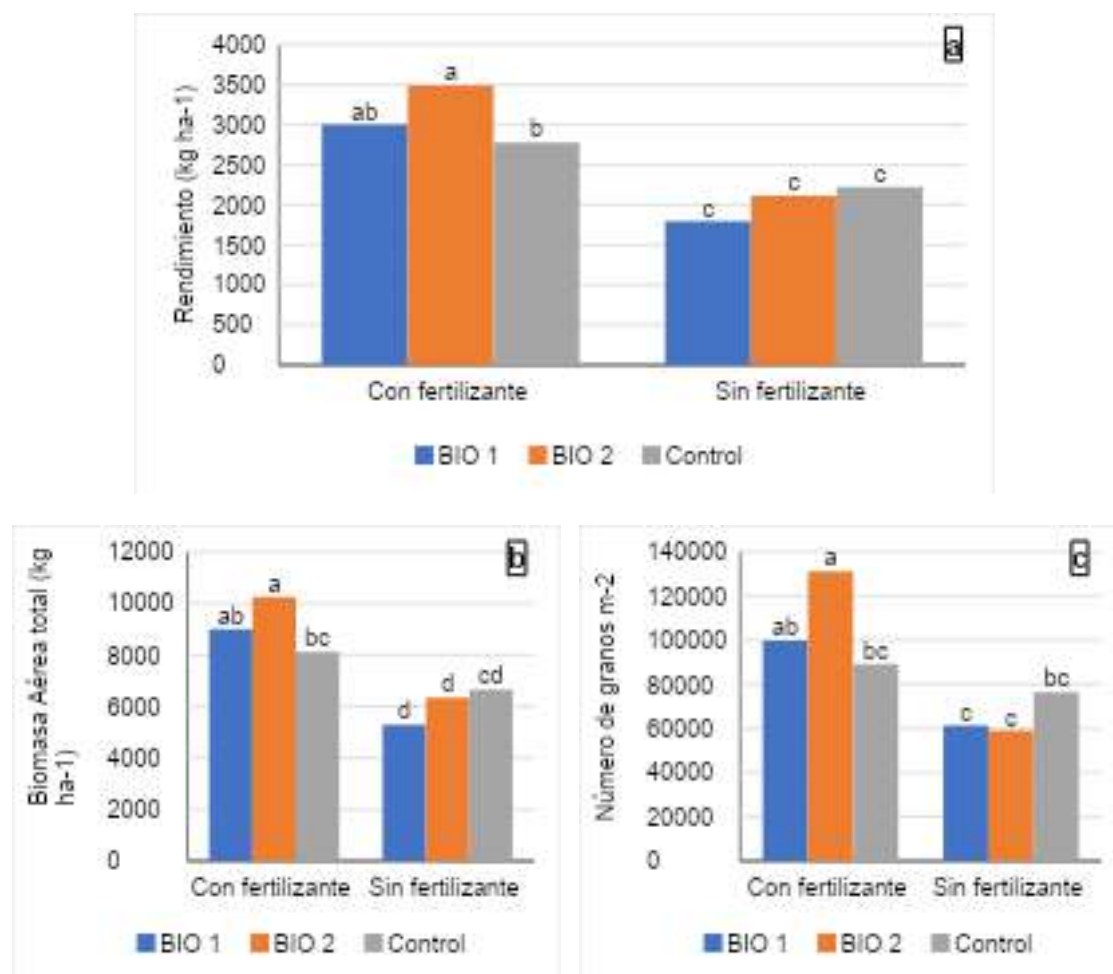 a
4000
3500
3000
2500
2000
1500
1000
500
0
Rendimiento (kg ha-1)
ab
a
b
c
c
c
Con fertilizante
Sin fertilizante
BIO 1
BIO 2
Control
b
12000
10000
8000
6000
4000
2000
0
Biomasa Aérea total (kg
ha-1)
ab
a
bc
d
d
cd
Con fertilizante
Sin fertilizante
BIO 1
BIO 2
Control
c
140000
120000
100000
80000
60000
40000
20000
0
Número de granos m-2
ab
a
bc
c
c
bc
Con fertilizante
Sin fertilizante
BIO 1
BIO 2
Control